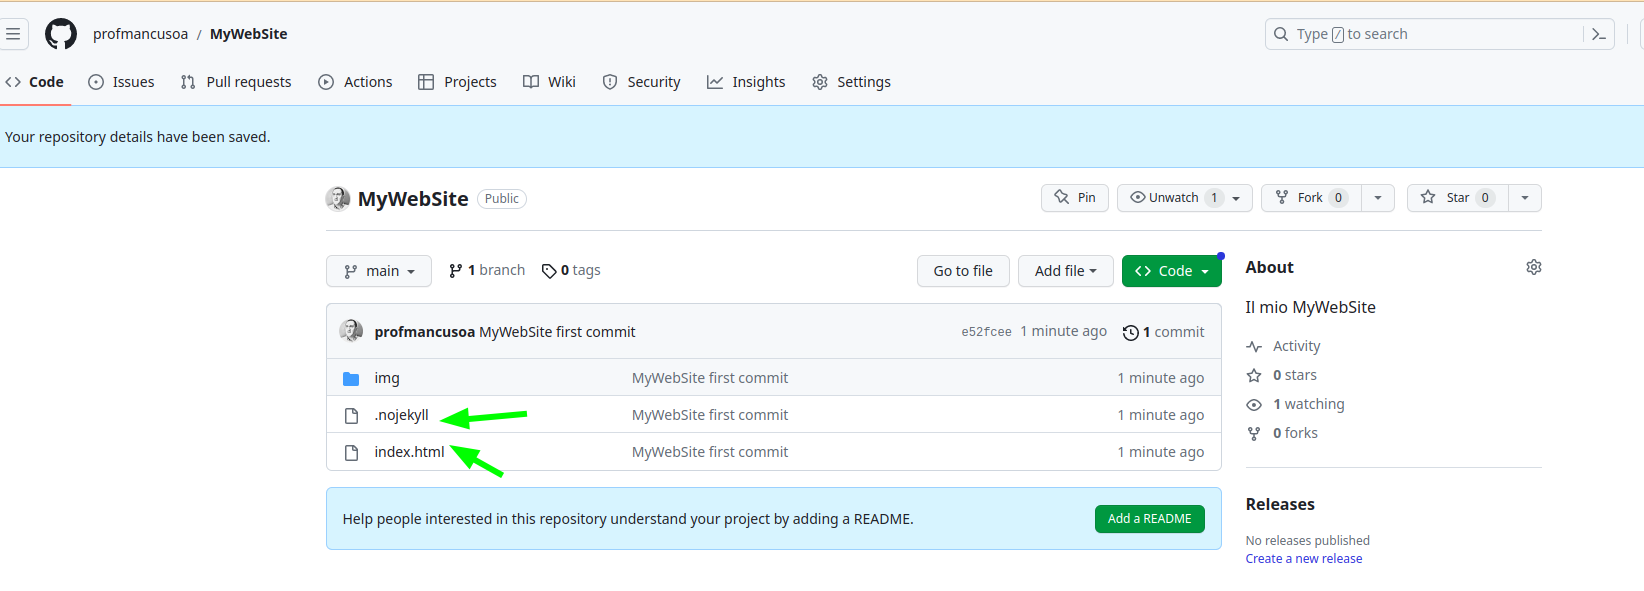 profmancusoa / MyWebSite Type / to search
Code Issues Pull requests Actions Projects Wiki Security Insights Settings
Your repository details have been saved.
MyWebSite Public Pin Unwatch 1 Fork 0 Star 0
main 1 branch 0 tags Go to file Add file Code
profmancusoa MyWebSite first commit e52fcee 1 minute ago 1 commit
img MyWebSite first commit 1 minute ago
.nojekyll MyWebSite first commit 1 minute ago
index.html MyWebSite first commit 1 minute ago
Help people interested in this repository understand your project by adding a README. Add a README
About
Il mio MyWebSite
Activity
0 stars
1 watching
0 forks
Releases
No releases published
Create a new release